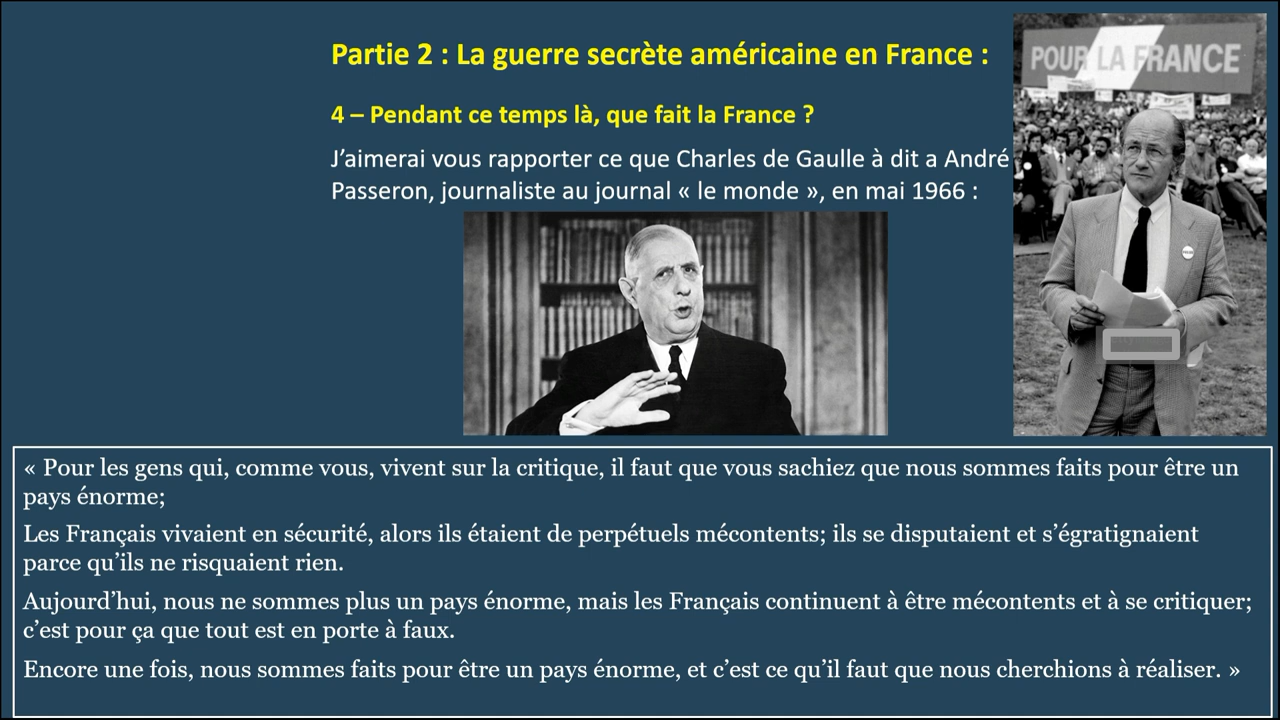 Partie 2 : La guerre secrète américaine en France :
POUR LA FRANCE
4 – Pendant ce temps là, que fait la France ?
J’aimerai vous rapporter ce que Charles de Gaulle à dit a André
Passeron, journaliste au journal « le monde », en mai 1966 :
« Pour les gens qui, comme vous, vivent sur la critique, il faut que vous sachiez que nous sommes faits pour être un
pays énorme;
Les Français vivaient en sécurité, alors ils étaient de perpétuels mécontents; ils se disputaient et s’égratignaient
parce qu’ils ne risquaient rien.
Aujourd’hui, nous ne sommes plus un pays énorme, mais les Français continuent à être mécontents et à se critiquer;
c’est pour ça que tout est en porte à faux.
Encore une fois, nous sommes faits pour être un pays énorme, et c’est ce qu’il faut que nous cherchions à réaliser. »